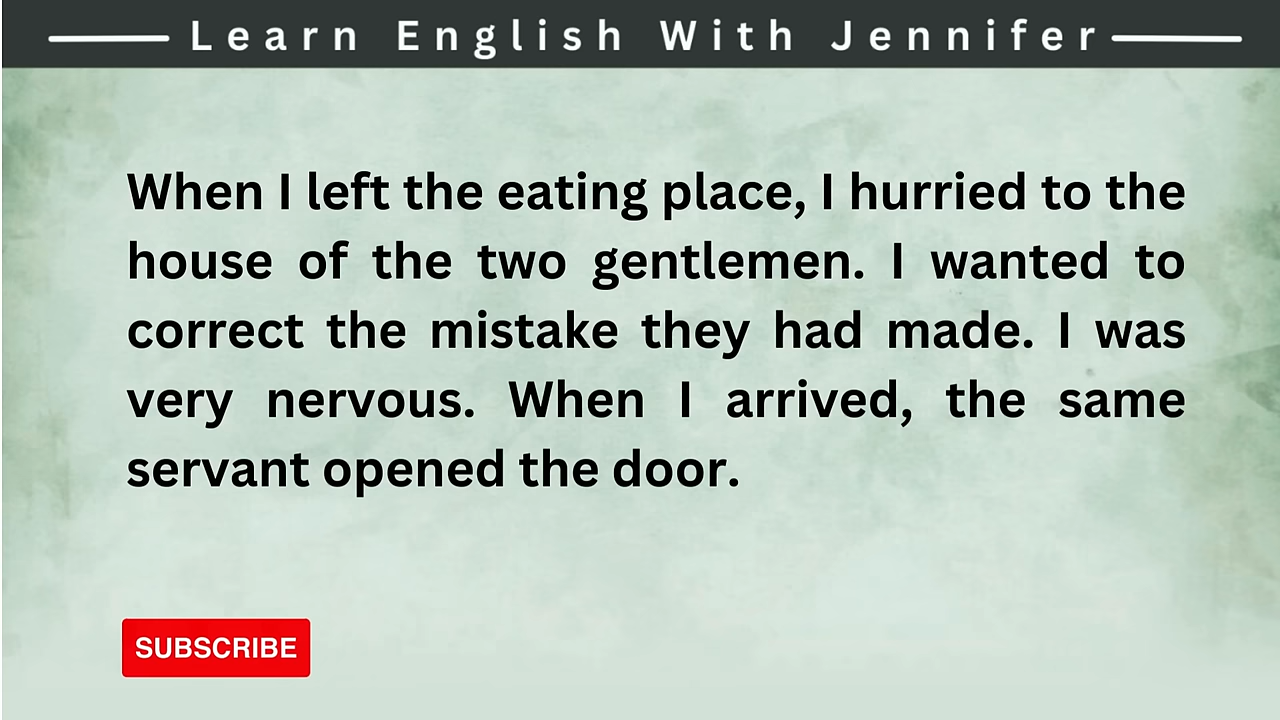 Learn English With Jennifer
When I left the eating place, I hurried to the
house of the two gentlemen. I wanted to
correct the mistake they had made. I was
very nervous. When I arrived, the same
servant opened the door.
SUBSCRIBE